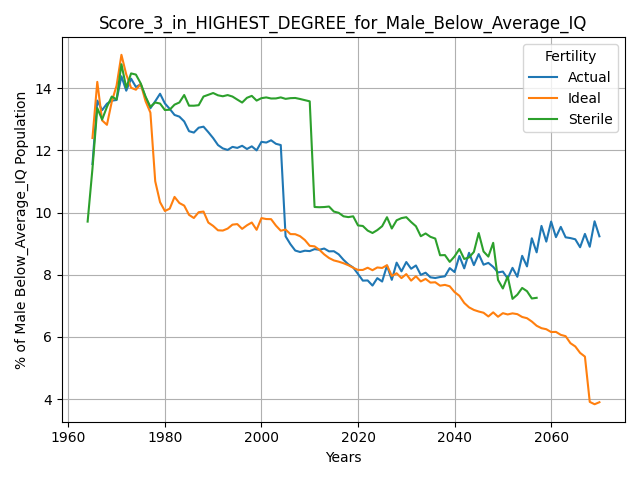 Score_3_in_HIGHEST_DEGREE_for_Male_Below_Average_IQ
% of Male Below_Average_IQ Population
14
12
10
8
6
4
Fertility
Actual
Ideal
Sterile
1960
1980
2000
2020
2040
2060
Years